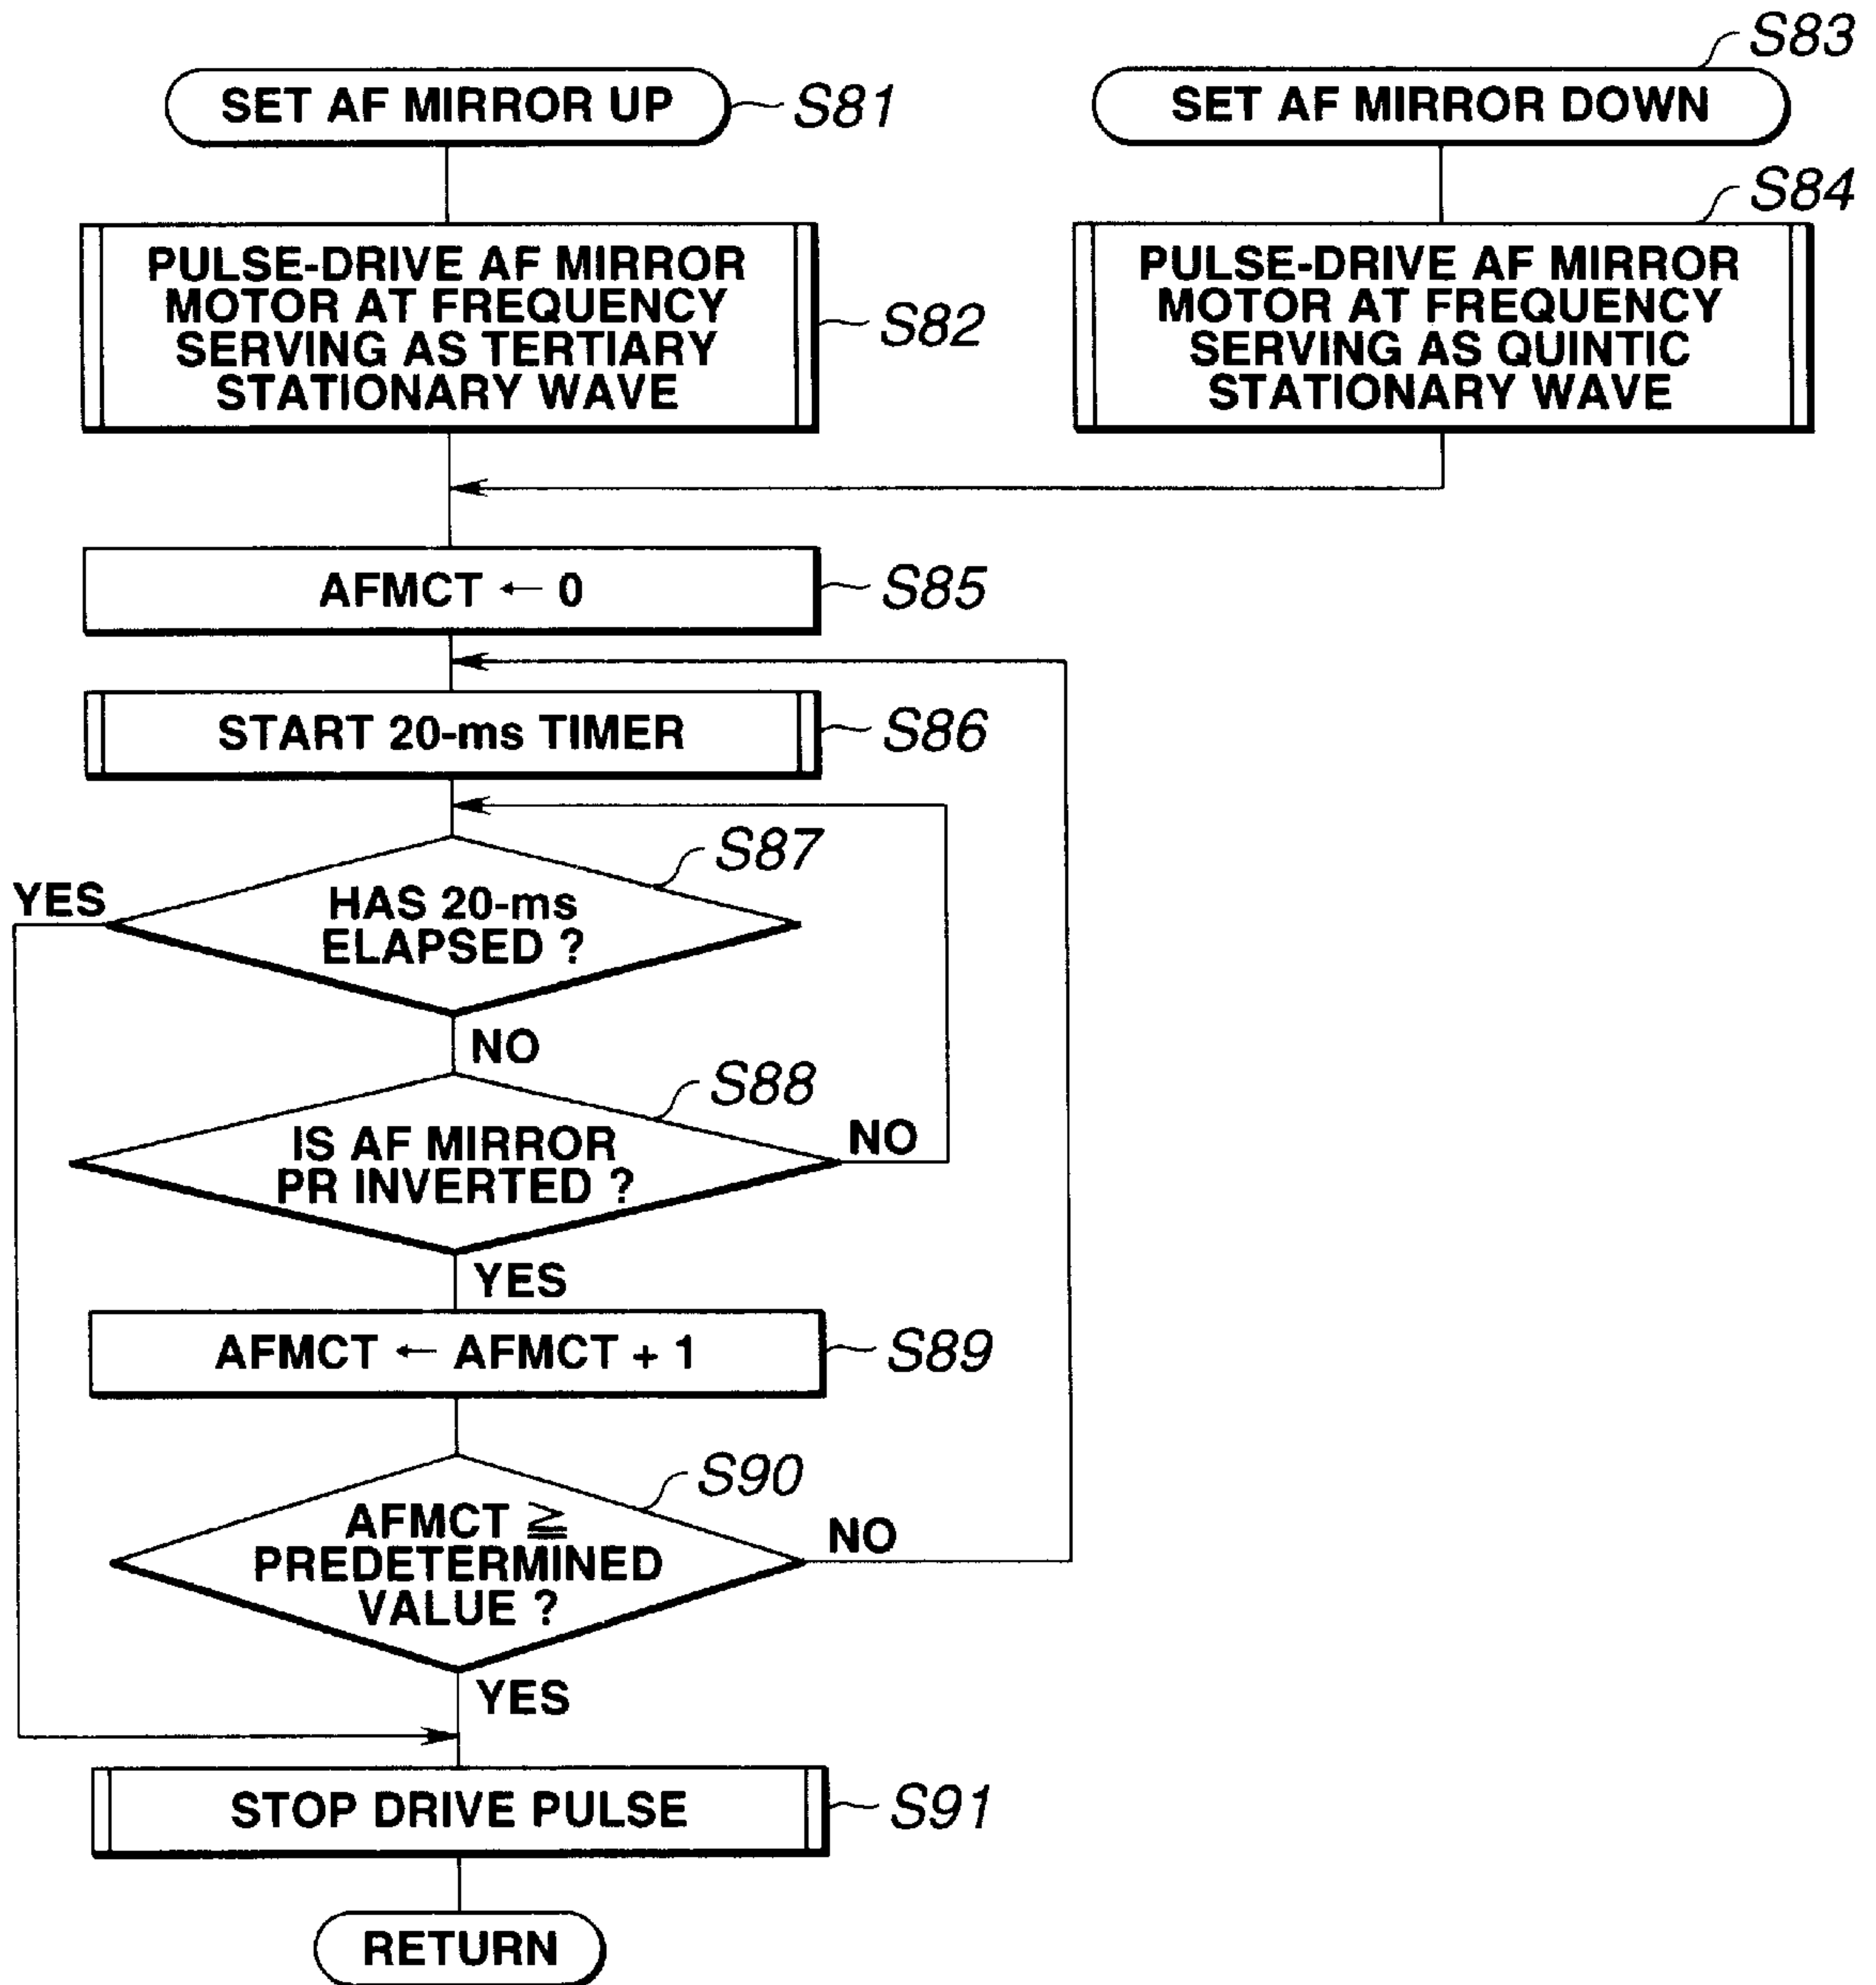 S83
SET AF MIRROR UP
S81
SET AF MIRROR DOWN
S84
PULSE-DRIVE AF MIRROR
MOTOR AT FREQUENCY
SERVING AS TERTIARY
STATIONARY WAVE
S82
PULSE-DRIVE AF MIRROR
MOTOR AT FREQUENCY
SERVING AS QUINTIC
STATIONARY WAVE
AFMCT ← 0
S85
START 20-ms TIMER
S86
S87
YES
HAS 20-ms
ELAPSED ?
NO
S88
IS AF MIRROR
PR INVERTED ?
NO
YES
AFMCT ← AFMCT + 1
S89
S90
AFMCT ≧
PREDETERMINED
VALUE ?
NO
YES
STOP DRIVE PULSE
S91
RETURN